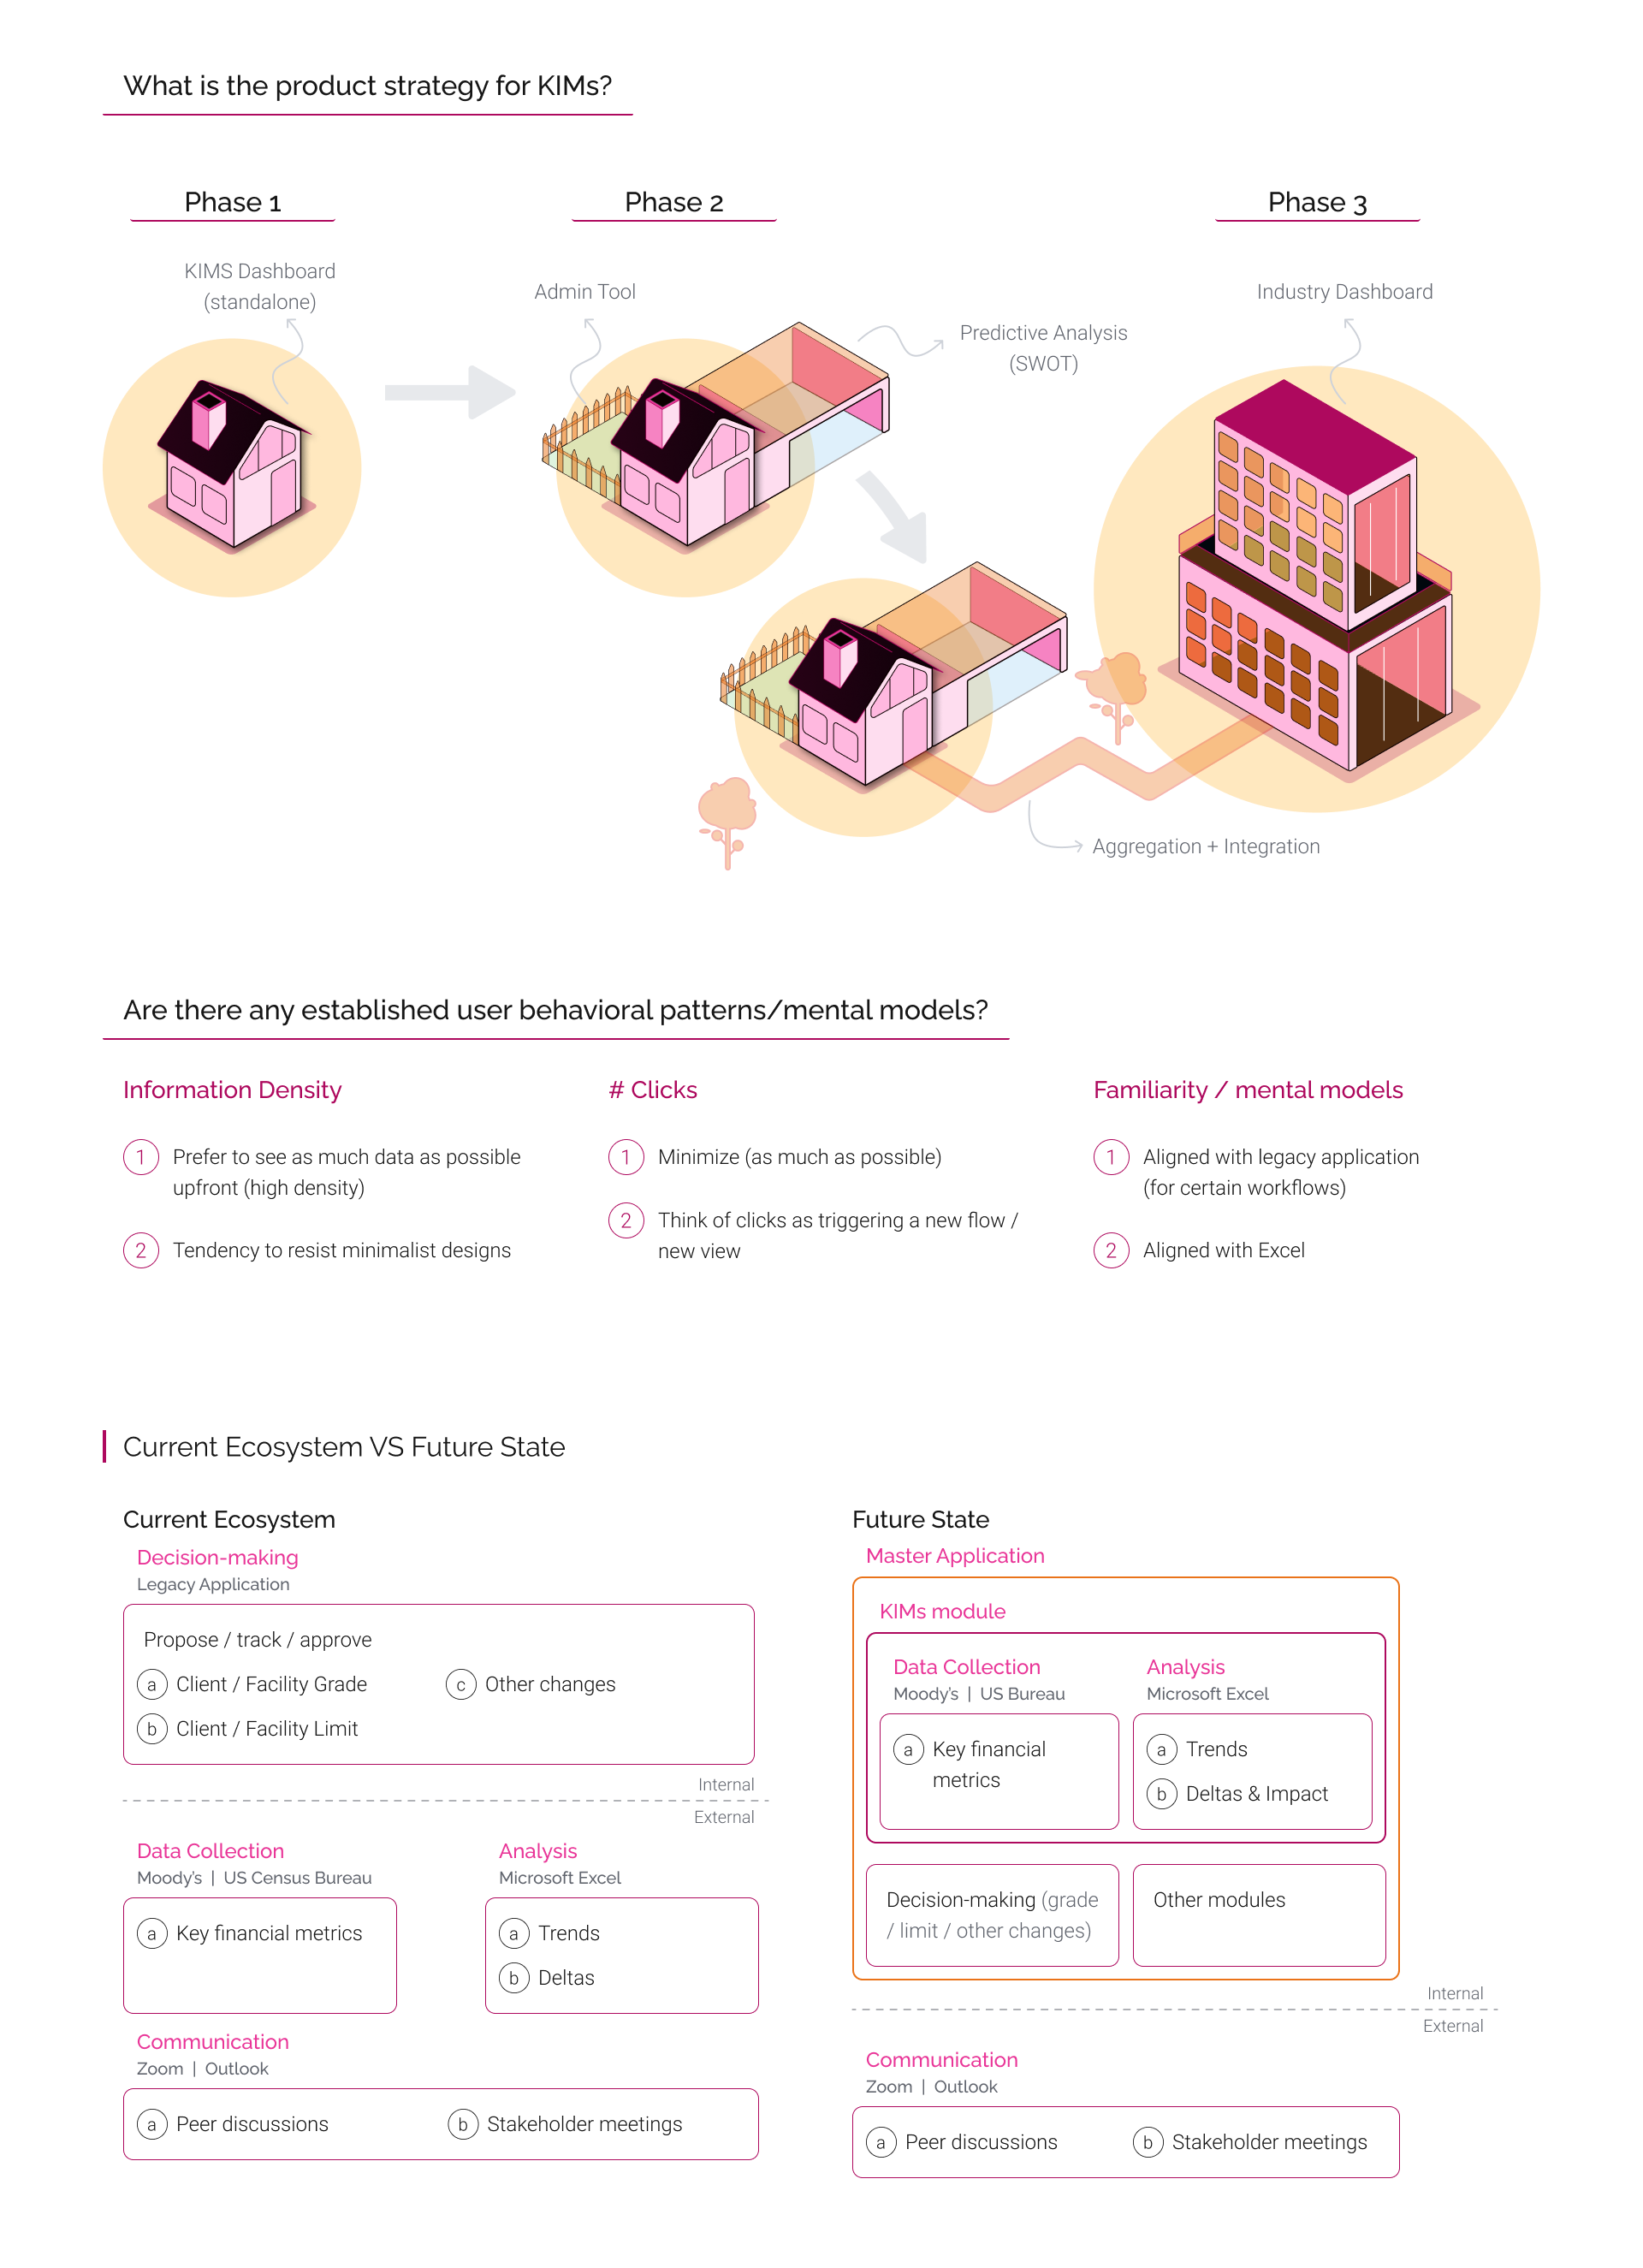 What is the product strategy for KIMs?
Phase 1
Phase 2
Phase 3
KIMS Dashboard
(standalone)
Admin Tool
Predictive Analysis
(SWOT)
Industry Dashboard
Aggregation + Integration
Are there any established user behavioral patterns/mental models?
Information Density
1 Prefer to see as much data as possible
upfront (high density)
2 Tendency to resist minimalist designs
# Clicks
1 Minimize (as much as possible)
2 Think of clicks as triggering a new flow /
new view
Familiarity / mental models
1 Aligned with legacy application
(for certain workflows)
2 Aligned with Excel
Current Ecosystem VS Future State
Current Ecosystem
Decision-making
Legacy Application
Propose / track / approve
a Client / Facility Grade
b Client / Facility Limit
c Other changes
Internal
External
Data Collection
Moody's | US Census Bureau
a Key financial metrics
Analysis
Microsoft Excel
a Trends
b Deltas
Communication
Zoom | Outlook
a Peer discussions
b Stakeholder meetings
Future State
Master Application
KIMs module
Data Collection
Moody's | US Bureau
a Key financial
metrics
Analysis
Microsoft Excel
a Trends
b Deltas & Impact
Decision-making (grade
/ limit / other changes)
Other modules
Internal
External
Communication
Zoom | Outlook
a Peer discussions
b Stakeholder meetings